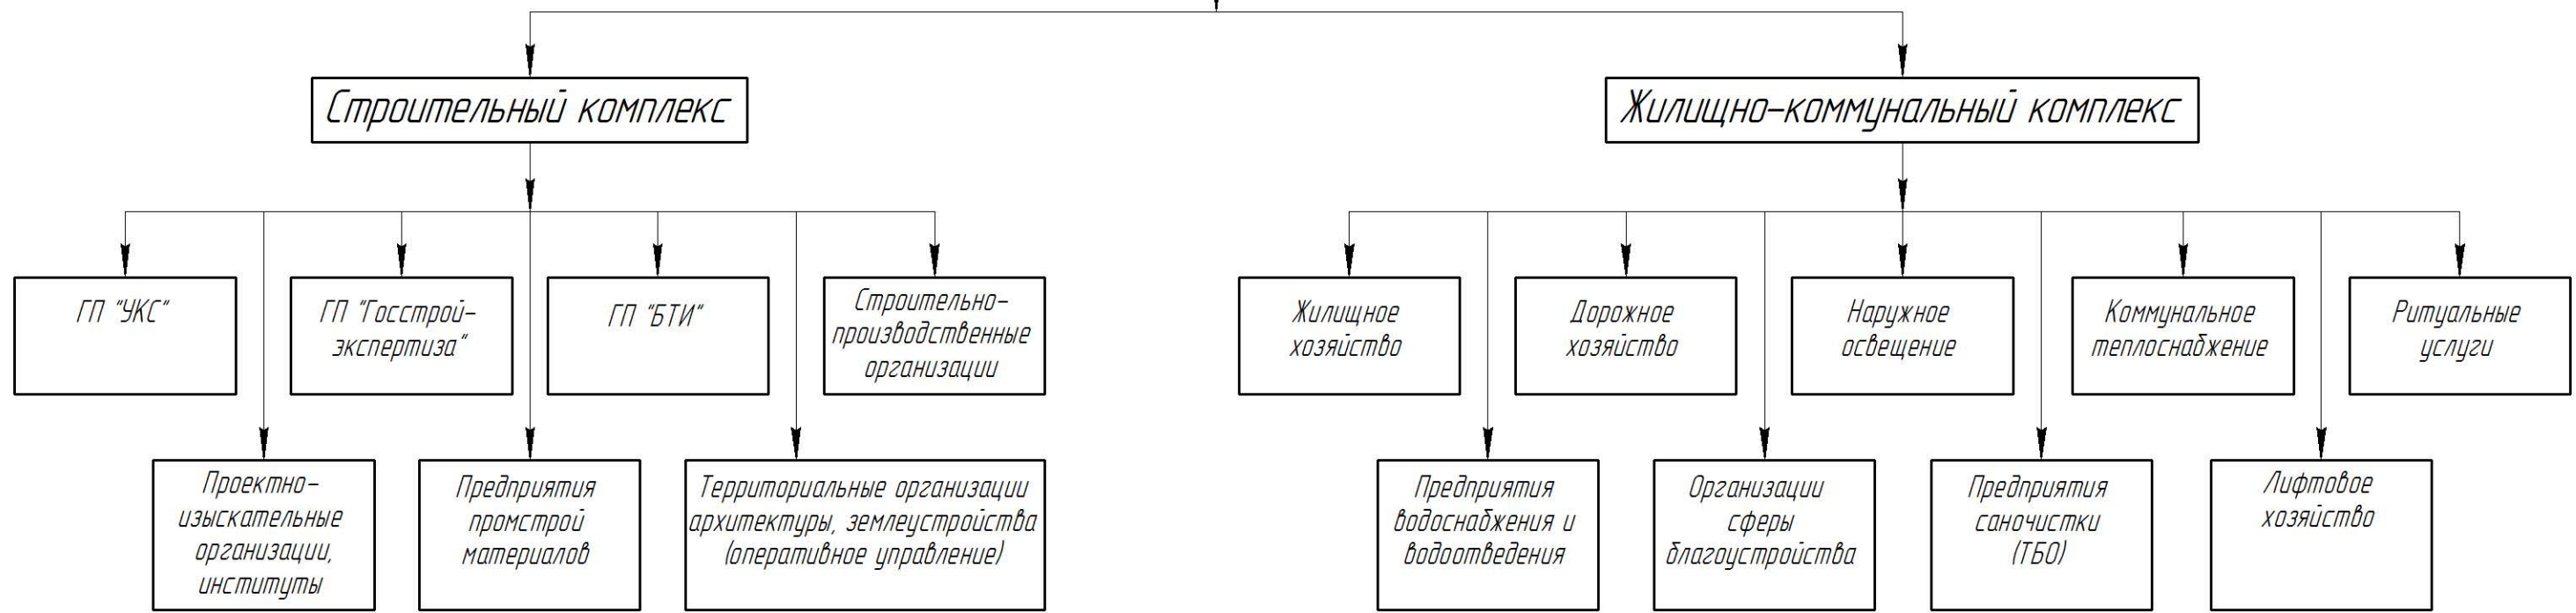 Строительный комплекс
Жилищно-коммунальный комплекс
ГП "УКС"
ГП "Госстрой-
экспертиза"
ГП "БТИ"
Строительно-
производственные
организации
Жилищное
хозяйство
Дорожное
хозяйство
Наружное
освещение
Коммунальное
теплоснабжение
Ритуальные
услуги
Проектно-
изыскательные
организации,
институты
Предприятия
промстрой
материалов
Территориальные организации
архитектуры, землеустройства
(оперативное управление)
Предприятия
водоснабжения и
водоотведения
Организации
сферы
благоустройства
Предприятия
саночистки
(ТБО)
Лифтовое
хозяйство